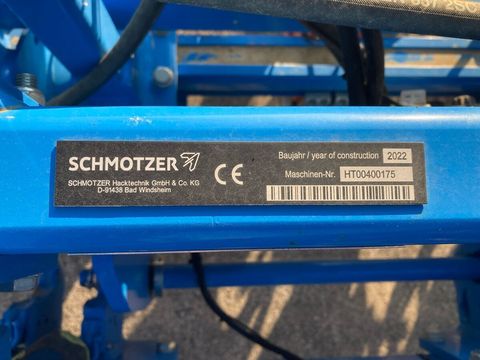 SCHMOTZER
SCHMOTZER Hacktechnik GmbH & Co. KG
D-91438 Bad Windsheim
CE
Baujahr / year of construction 2022
Maschinen-Nr. HT00400175